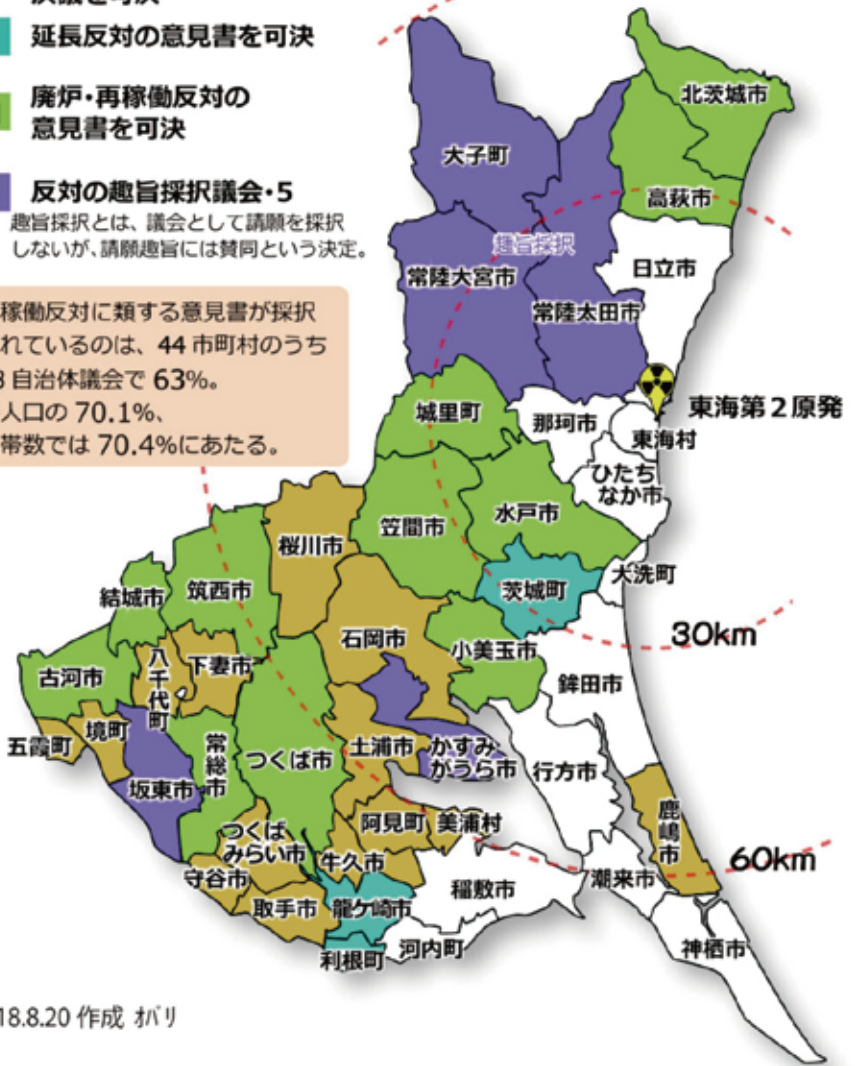 延長反対の意見書を可決
廃炉・再稼働反対の
意見書を可決
反対の趣旨採択議会・5
趣旨採択とは、議会として請願を採択
しないが、請願趣旨には賛同という決定。
稼働反対に類する意見書が採択
れているのは、44市町村のうち
自治体議会で63%。
人口の70.1%、
帯数では70.4%にあたる。
北茨城市
大子町
高萩市
趣旨採択
日立市
常陸大宮市
常陸太田市
東海第2原発
城里町
那珂市
東海村
ひたち
なか市
水戸市
笠間市
桜川市
大洗町
茨城町
筑西市
結城市
30km
石岡市
小美玉市
下妻市
八千代町
古河市
鉾田市
境町
五霞町
常総市
土浦市
かすみ
がうら市
つくば市
行方市
坂東市
鹿嶋市
阿見町
美浦村
つくば
みらい市
牛久市
60km
守谷市
潮来市
稲敷市
取手市
龍ケ崎市
河内町
神栖市
利根町
18.8.20 作成 オバリ